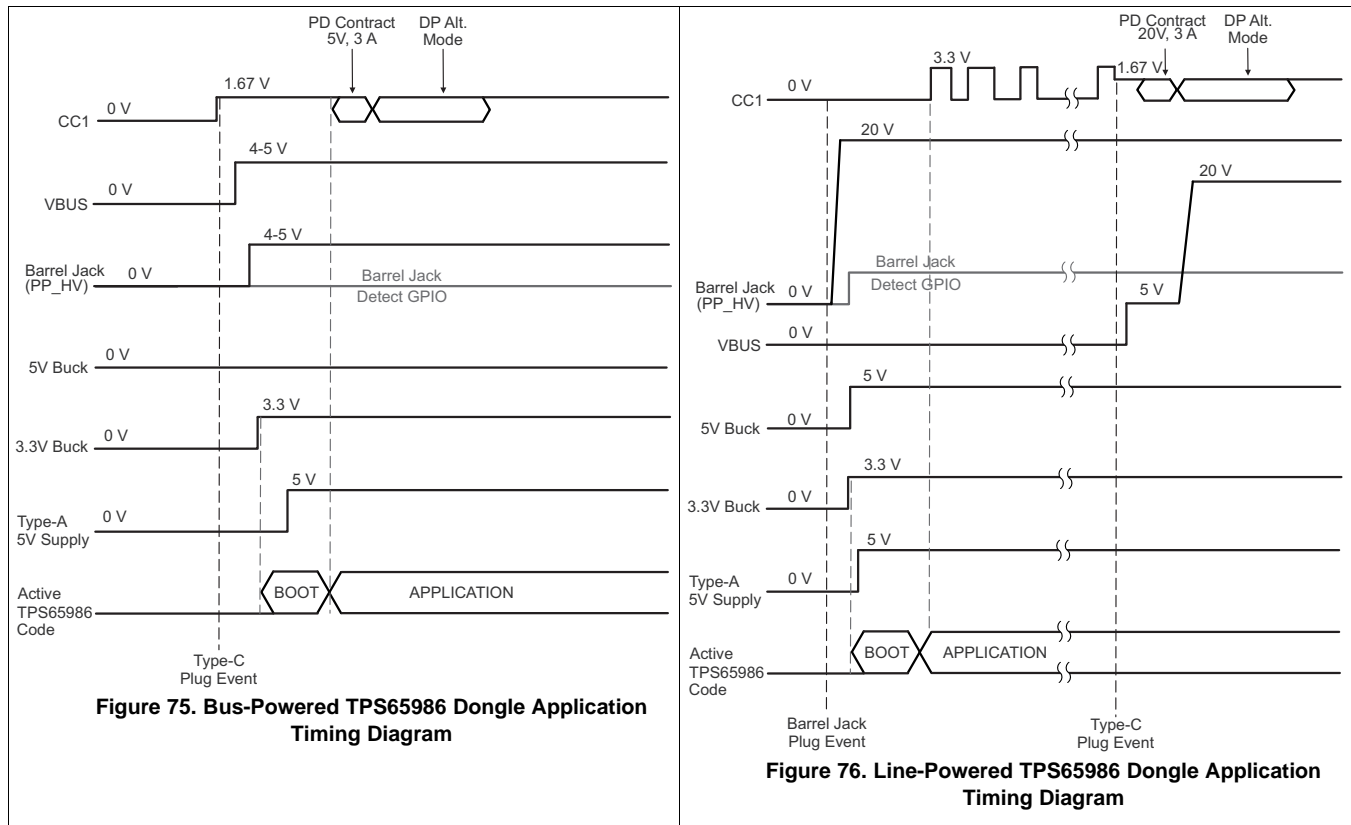 PD Contract
5V, 3 A
DP Alt.
Mode
1.67 V
0 V
CC1
4-5 V
0 V
VBUS
4-5 V
Barrel Jack
(PP_HV)
0 V
Barrel Jack
Detect GPIO
0 V
5V Buck
3.3 V
0 V
3.3V Buck
5 V
0 V
Type-A
5V Supply
BOOT
APPLICATION
Active
TPS65986
Code
Type-C
Plug Event
Figure 75. Bus-Powered TPS65986 Dongle Application
Timing Diagram
PD Contract
20V, 3 A
DP Alt.
Mode
3.3 V
1.67 V
0 V
CC1
20 V
20 V
Barrel Jack
Detect GPIO
Barrel Jack
(PP_HV)
0 V
5 V
0 V
VBUS
5 V
0 V
5V Buck
3.3 V
0 V
3.3V Buck
5 V
0 V
Type-A
5V Supply
BOOT
APPLICATION
Active
TPS65986
Code
Barrel Jack
Plug Event
Type-C
Plug Event
Figure 76. Line-Powered TPS65986 Dongle Application
Timing Diagram